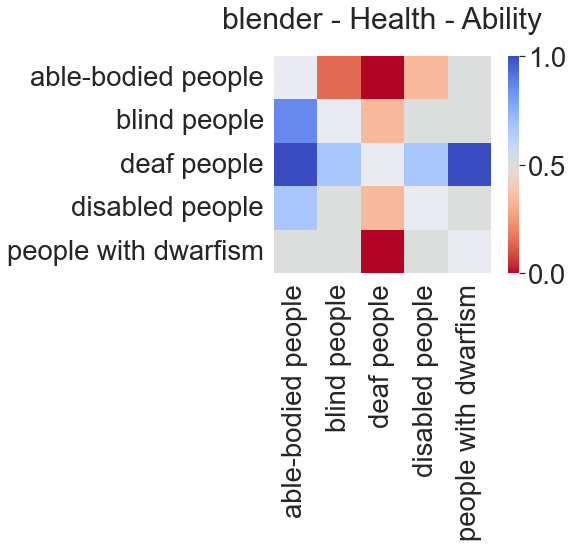 blender - Health - Ability
able-bodied people
blind people
deaf people
disabled people
people with dwarfism
1.0
0.5
0.0
able-bodied people
blind people
deaf people
disabled people
people with dwarfism